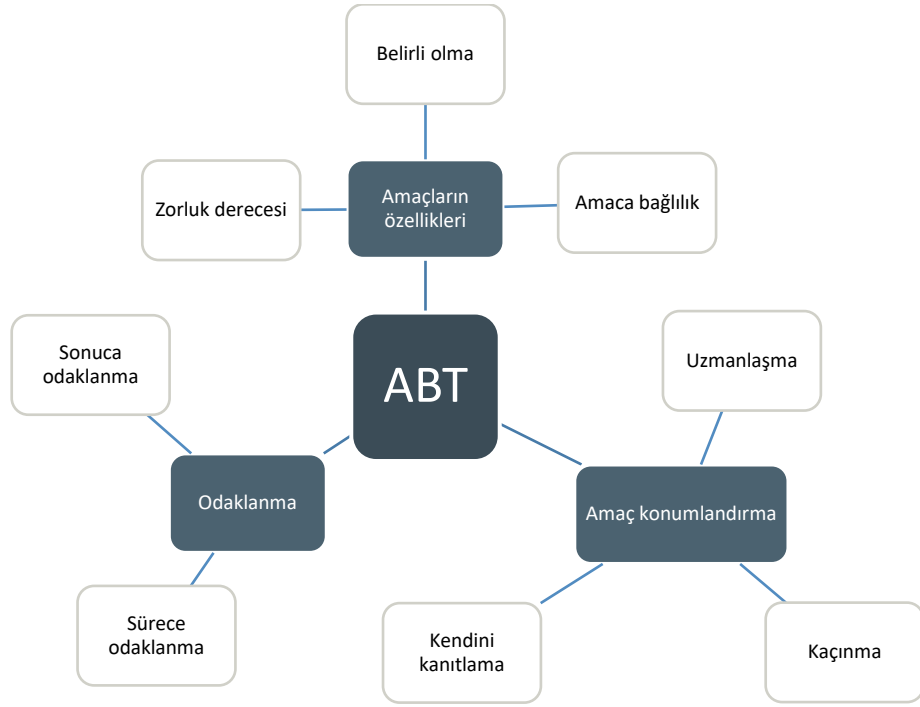 Belirli olma
Zorluk derecesi
Amaçların
özellikleri
Amaca bağlılık
ABT
Sonuca
odaklanma
Uzmanlaşma
Odaklanma
Amaç konumlandırma
Sürece
odaklanma
Kendini
kanıtlama
Kaçınma